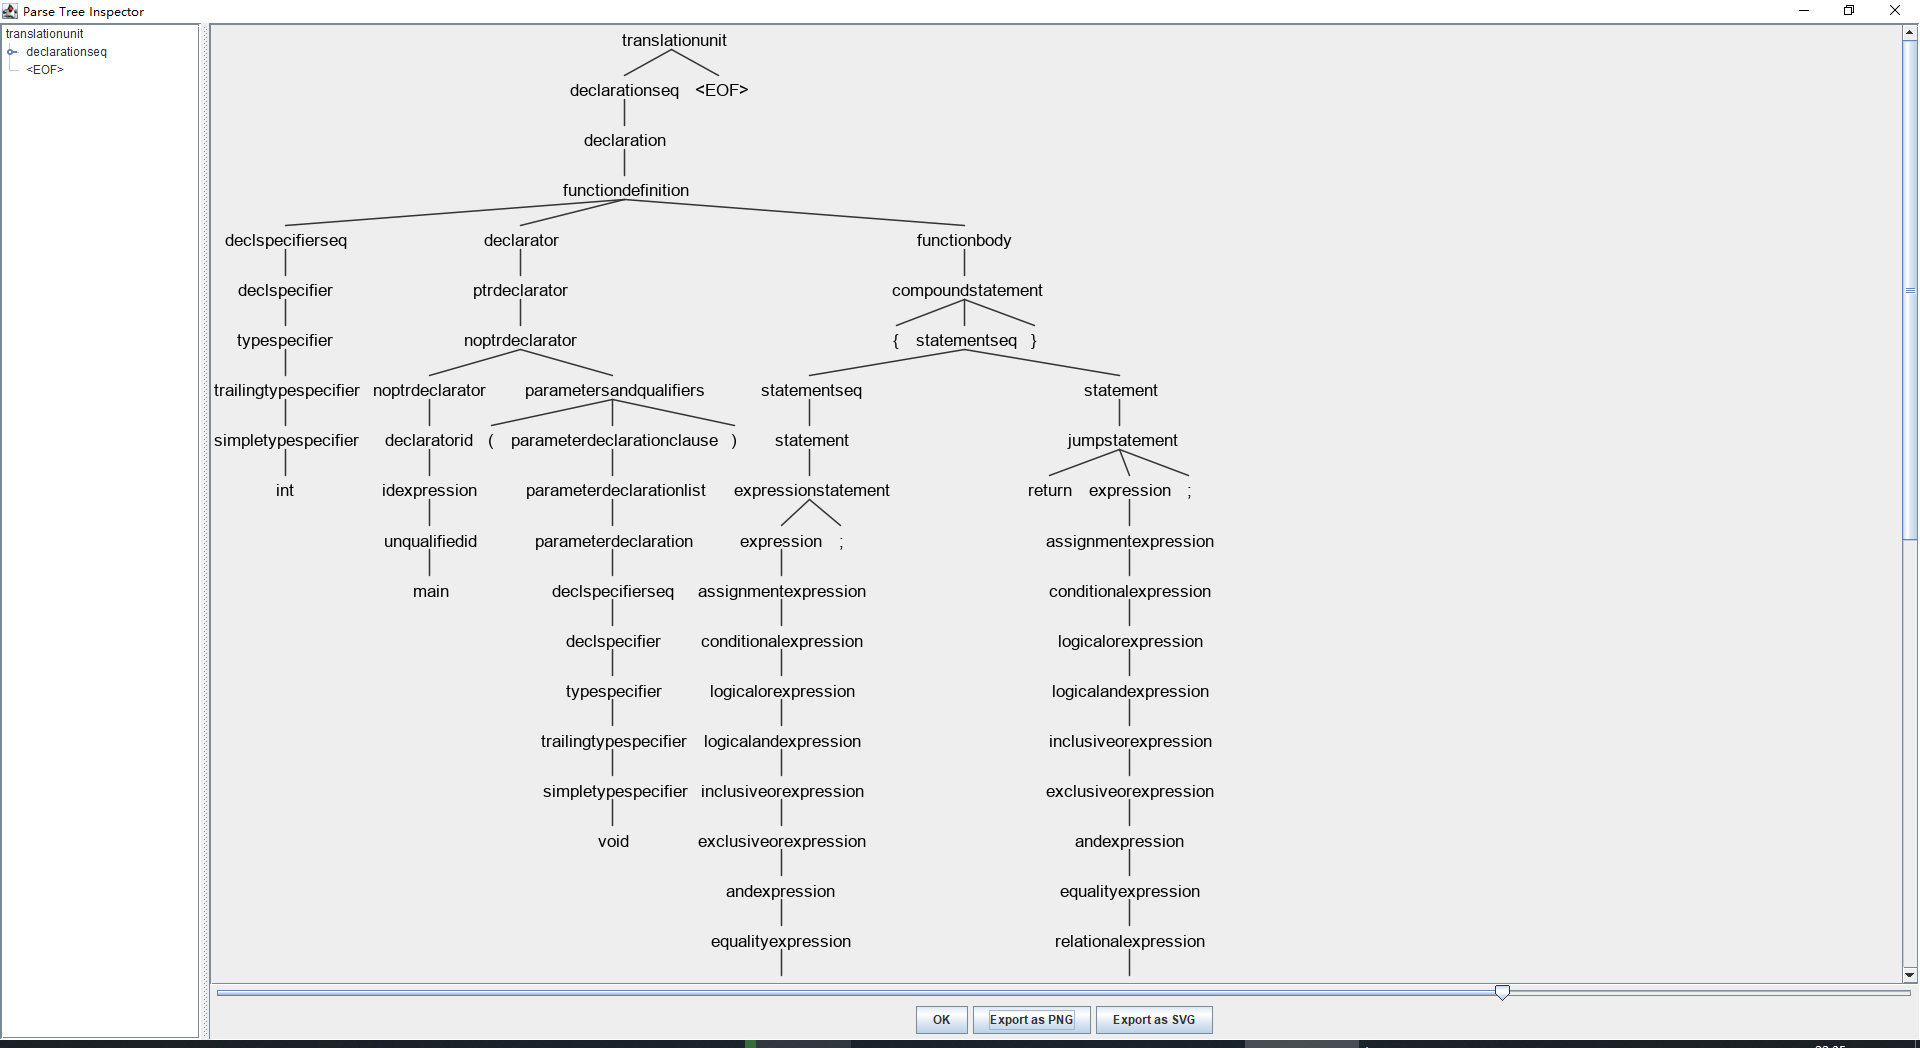 Parse Tree Inspector
translationunit
declarationseq
<EOF>
translationunit
declarationseq <EOF>
declaration
functiondefinition
declspecifierseq declarator functionbody
declspecifier ptrdeclarator compoundstatement
typespecifier noptrdeclarator { statementseq }
trailingtypespecifier noptrdeclarator parametersandqualifiers statementseq statement
simpletypespecifier declaratorid ( parameterdeclarationclause ) statement jumpstatement
int idexpression parameterdeclarationlist expressionstatement return expression ;
unqualifiedid parameterdeclaration expression ; assignmentexpression
main declspecifierseq assignmentexpression conditionalexpression
declspecifier conditionalexpression logicalorexpression
typespecifier logicalorexpression logicalandexpression
trailingtypespecifier logicalandexpression inclusiveorexpression
simpletypespecifier inclusiveorexpression exclusiveorexpression
void exclusiveorexpression andexpression
andexpression equalityexpression
equalityexpression relationalexpression
OK Export as PNG Export as SVG